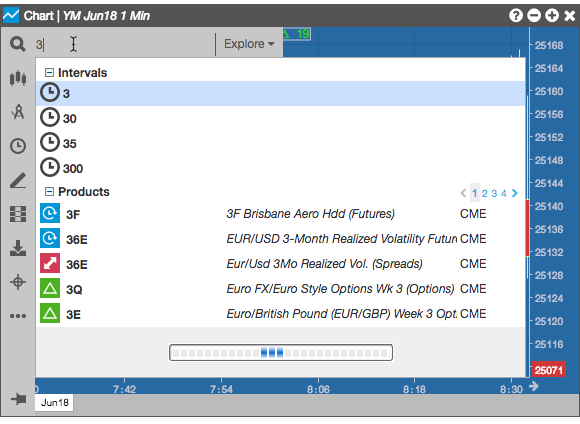 Chart | YM Jun18 1 Min
3
Explore
19
Intervals
3
30
35
300
Products
1 2 3 4
3F 3F Brisbane Aero Hdd (Futures) CME
36E EUR/USD 3-Month Realized Volatility Futur CME
36E Eur/Usd 3Mo Realized Vol. (Spreads) CME
3Q Euro FX/Euro Style Options Wk 3 (Options) CME
3E Euro/British Pound (EUR/GBP) Week 3 Opt. CME
25168
25164
25160
25156
25152
25148
25144
25140
25136
25132
25128
25124
25120
25116
25071
0 7:42 7:54 8:06 8:18 8:30
Jun18